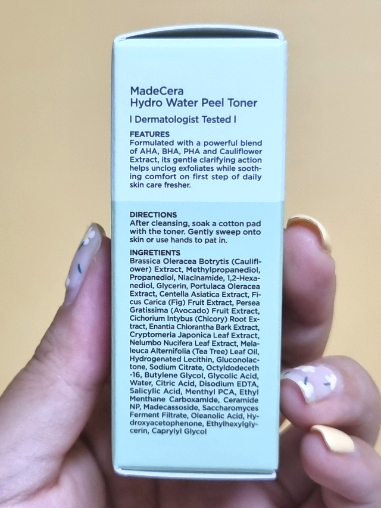 MadeCera
Hydro Water Peel Toner
I Dermatologist Tested I
FEATURES
Formulated with a powerful blend
of AHA, BHA, PHA and Cauliflower
Extract, its gentle clarifying action
helps unclog exfoliates while sooth-
ing comfort on first step of daily
skin care fresher.
DIRECTIONS
After cleansing, soak a cotton pad
with the toner. Gently sweep onto
skin or use hands to pat in.
INGRETIENTS
Brassica Oleracea Botrytis (Caulifl-
ower) Extract, Methylpropanediol,
Propanediol, Niacinamide, 1,2-Hexa-
nediol, Glycerin, Portulaca Oleracea
Extract, Centella Asiatica Extract, Fi-
cus Carica (Fig) Fruit Extract, Persea
Gratissima (Avocado) Fruit Extract,
Cichorium Intybus (Chicory) Root Ex-
tract, Enantia Chlorantha Bark Extract,
Cryptomeria Japonica Leaf Extract,
Nelumbo Nucifera Leaf Extract, Mela-
leuca Alternifolia (Tea Tree) Leaf Oil,
Hydrogenated Lecithin, Gluconolac-
tone, Sodium Citrate, Octyldodeceth
-16, Butylene Glycol, Glycolic Acid,
Water, Citric Acid, Disodium EDTA,
Salicylic Acid, Menthyl PCA, Ethyl
Menthane Carboxamide, Ceramide
NP, Madecassoside, Saccharomyces
Ferment Filtrate, Oleanolic Acid, Hy-
droxyacetophenone, Ethylhexylgly-
cerin, Caprylyl Glycol